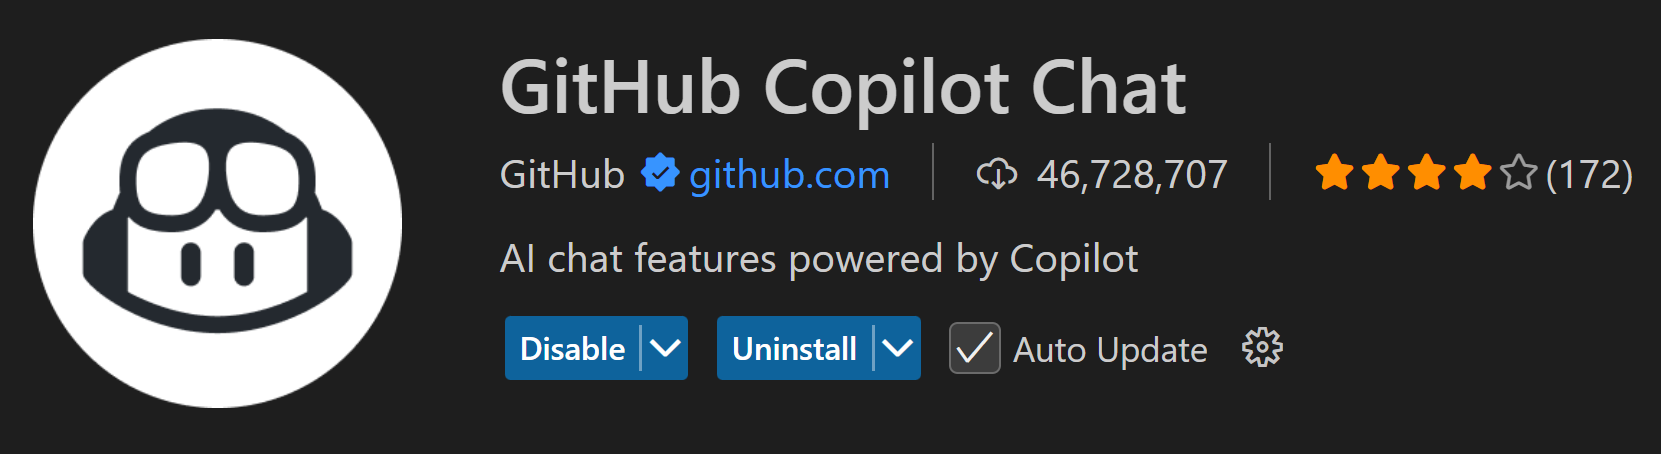 GitHub Copilot Chat
GitHub github.com 46,728,707 (172)
AI chat features powered by Copilot
Disable Uninstall Auto Update